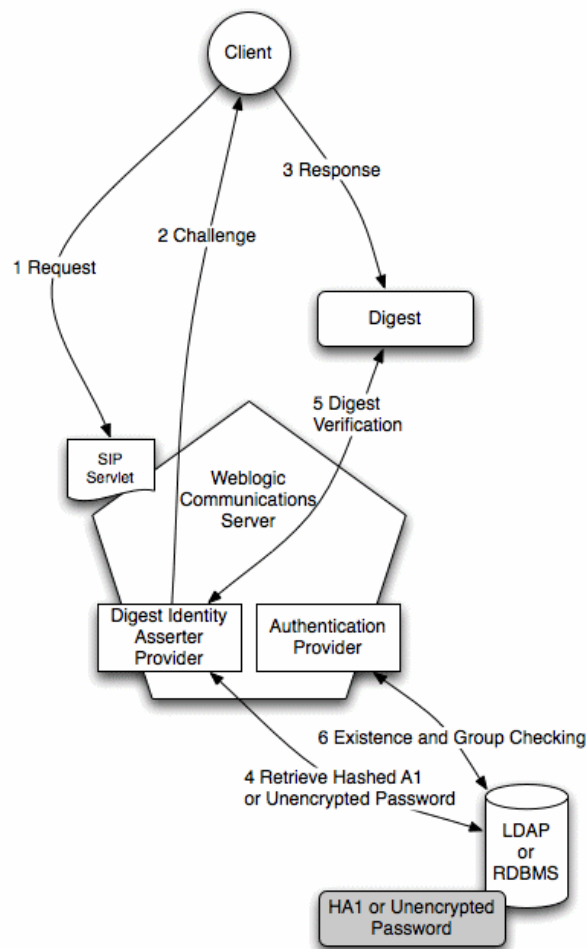 Client
3 Response
2 Challenge
1 Request
Digest
5 Digest
Verification
SIP
Servlet
Weblogic
Communications
Server
Digest Identity
Asserter
Provider
Authentication
Provider
6 Existence and Group Checking
4 Retrieve Hashed A1
or Unencrypted Password
LDAP
or
RDBMS
HA1 or Unencrypted
Password